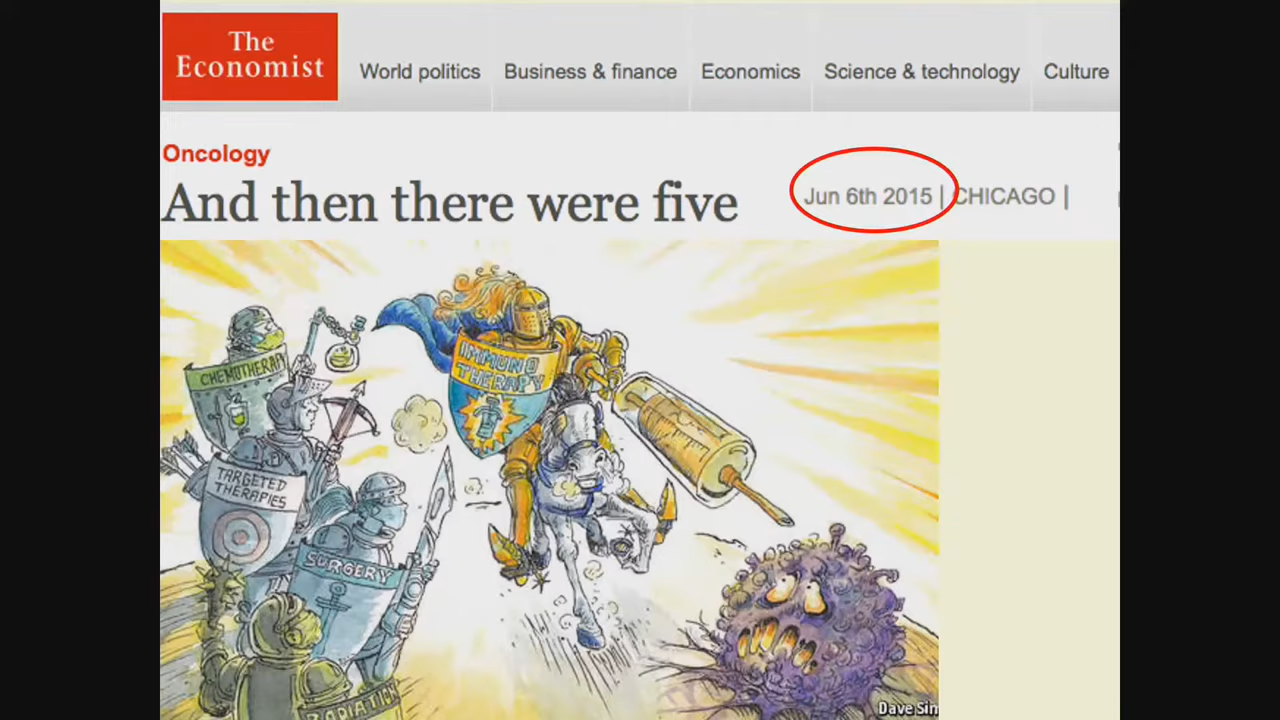 The
Economist
World politics
Business & finance
Economics
Science & technology
Culture
Oncology
And then there were five
Jun 6th 2015 | CHICAGO |
CHEMOTHERAPY
IMMUNO
THERAPY
TARGETED
THERAPIES
SURGERY
RADIATION
Dave Sin